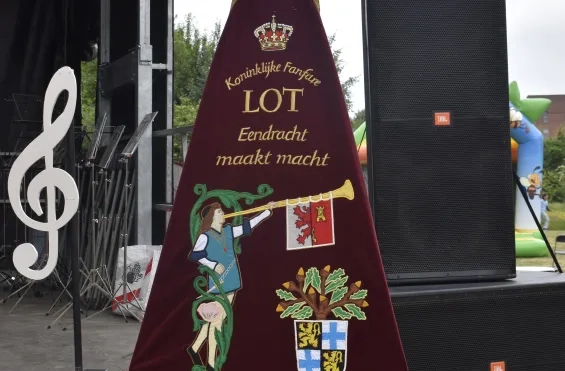 Koninklijke Fanfare
LOT
Eendracht
maakt macht
JBL
JBL